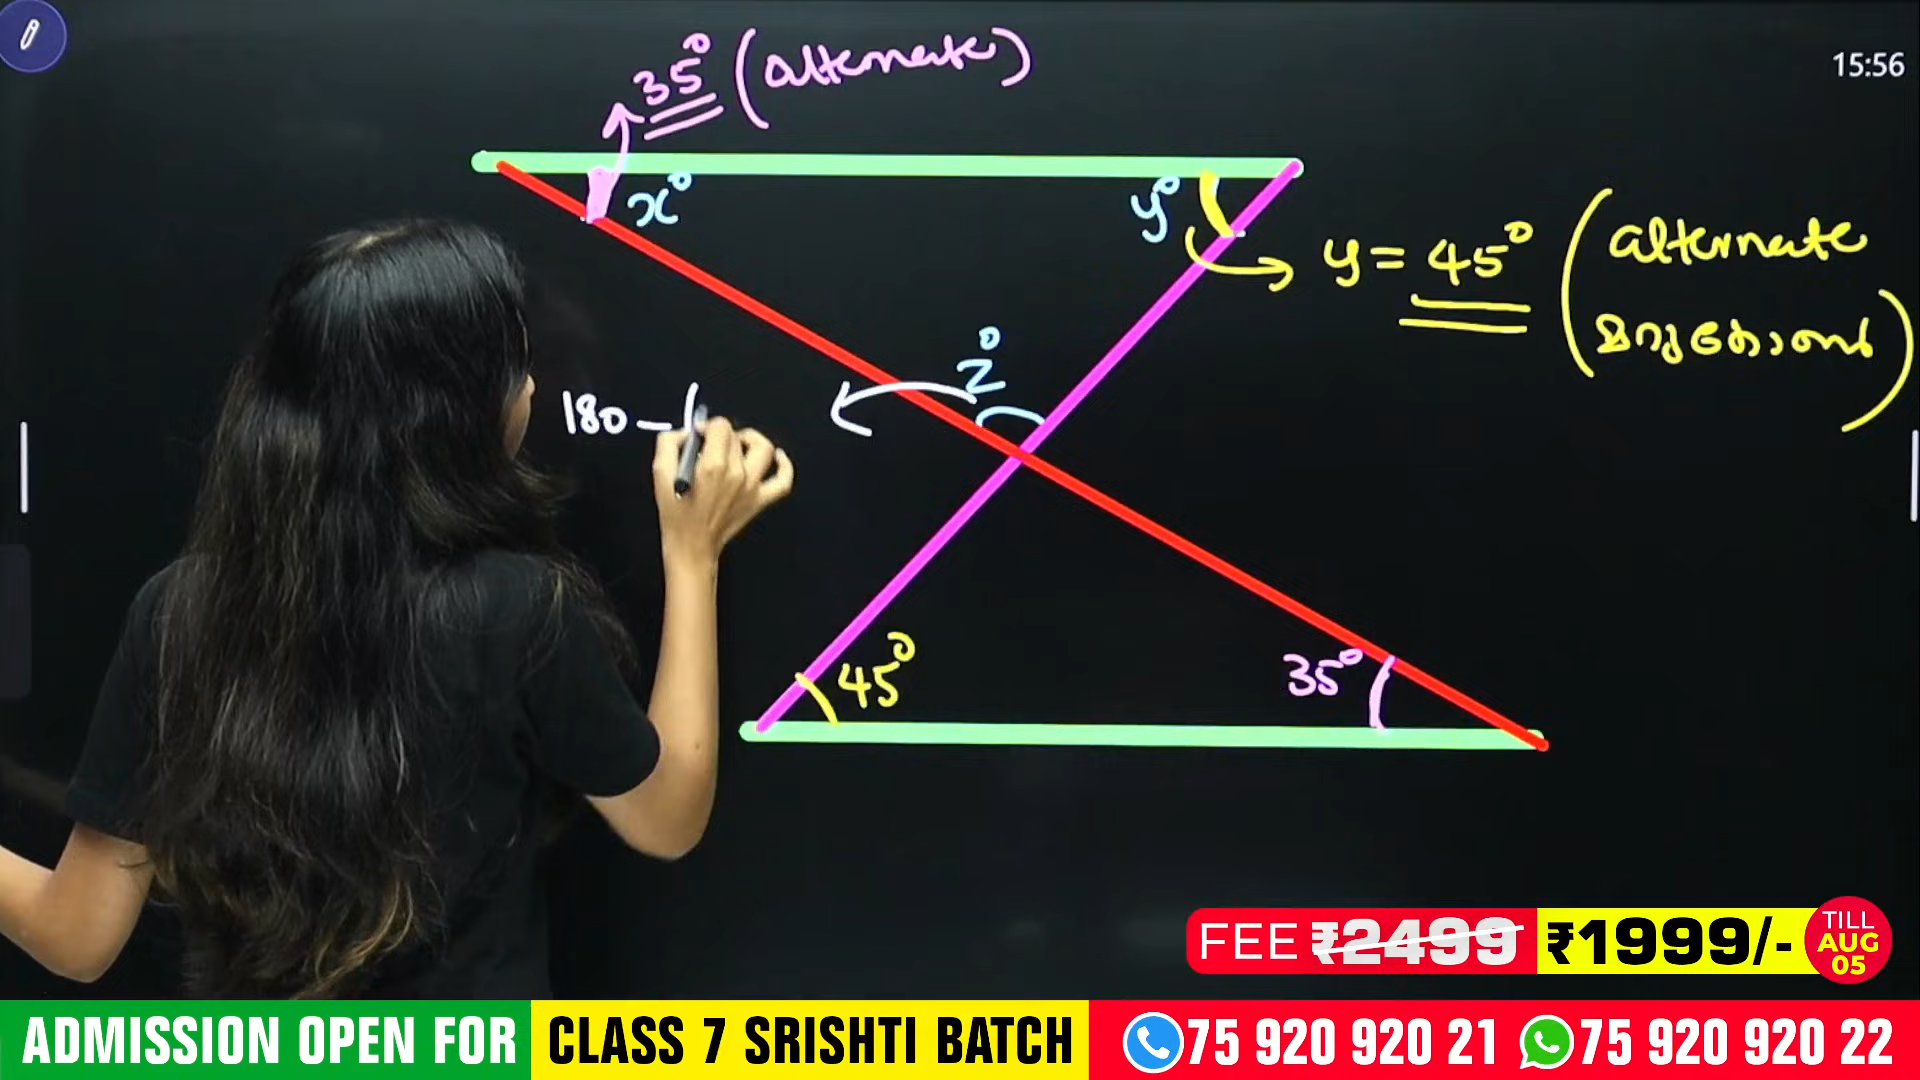 15:56
35° (alternate)
x°
y°
y = 45° (alternate
മറുകോൺ)
z°
180 – (
45°
35°
FEE ₹2499 ₹1999/- TILL
AUG
05
ADMISSION OPEN FOR CLASS 7 SRISHTI BATCH 75 920 920 21 75 920 920 22